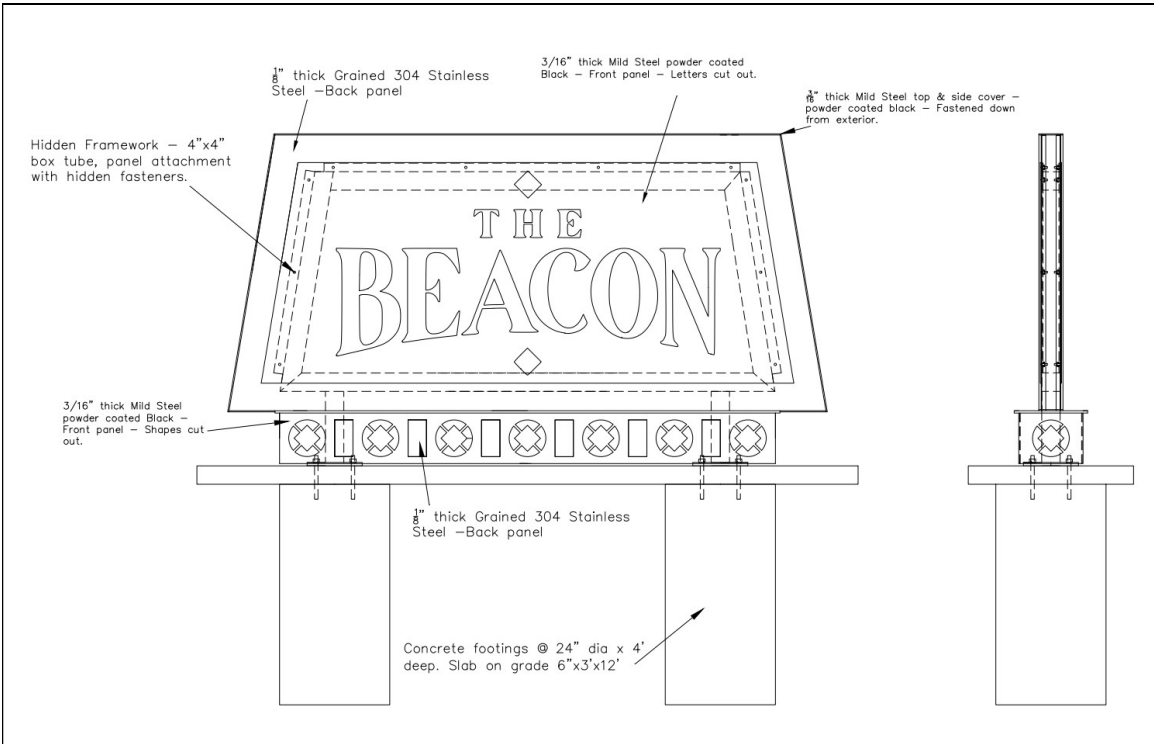 ⅛" thick Grained 304 Stainless
Steel –Back panel
3/16" thick Mild Steel powder coated
Black – Front panel – Letters cut out.
3/16" thick Mild Steel top & side cover –
powder coated black – Fastened down
from exterior.
Hidden Framework – 4"x4"
box tube, panel attachment
with hidden fasteners.
THE
BEACON
3/16" thick Mild Steel
powder coated Black –
Front panel – Shapes cut
out.
⅛" thick Grained 304 Stainless
Steel –Back panel
Concrete footings @ 24" dia x 4'
deep. Slab on grade 6"x3'x12'